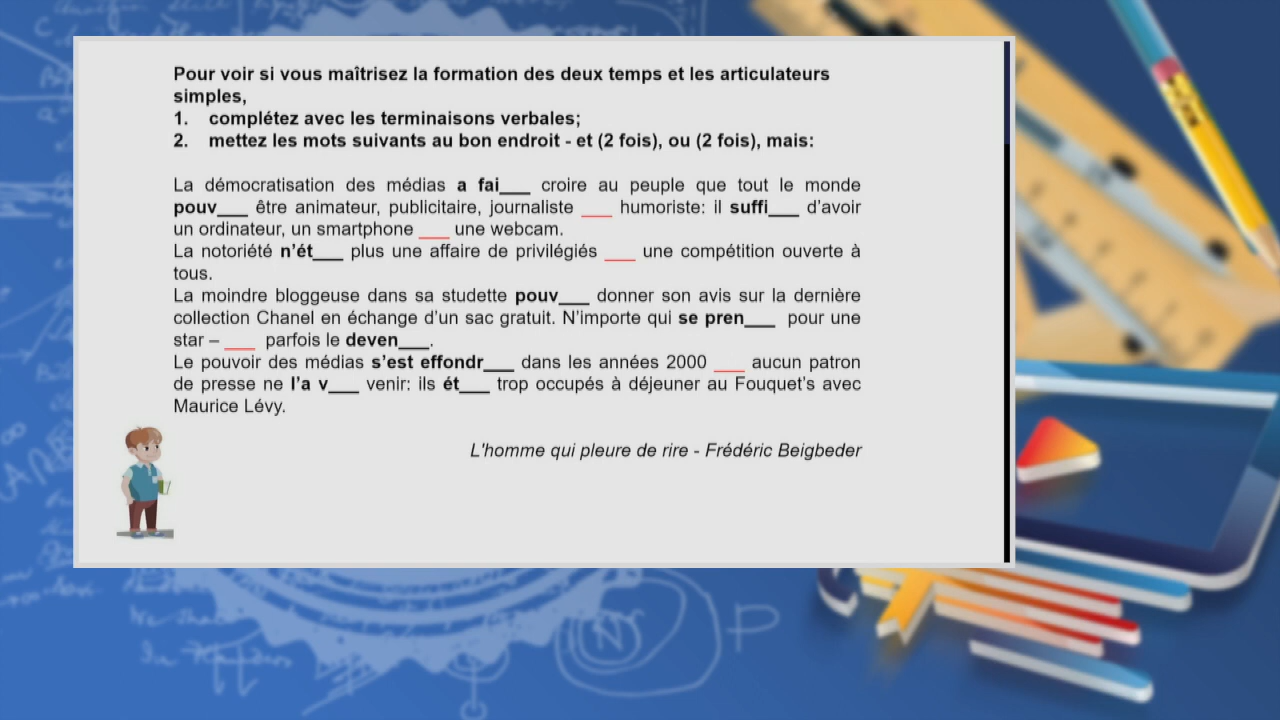 Pour voir si vous maîtrisez la formation des deux temps et les articulateurs
simples,
1. complétez avec les terminaisons verbales;
2. mettez les mots suivants au bon endroit - et (2 fois), ou (2 fois), mais:
La démocratisation des médias a fai___ croire au peuple que tout le monde
pouv___ être animateur, publicitaire, journaliste ___ humoriste: il suffi___ d'avoir
un ordinateur, un smartphone ___ une webcam.
La notoriété n'ét___ plus une affaire de privilégiés ___ une compétition ouverte à
tous.
La moindre bloggeuse dans sa studette pouv___ donner son avis sur la dernière
collection Chanel en échange d'un sac gratuit. N'importe qui se pren___ pour une
star – ___ parfois le deven___.
Le pouvoir des médias s'est effondr___ dans les années 2000 ___ aucun patron
de presse ne l'a v___ venir: ils ét___ trop occupés à déjeuner au Fouquet's avec
Maurice Lévy.
L'homme qui pleure de rire - Frédéric Beigbeder